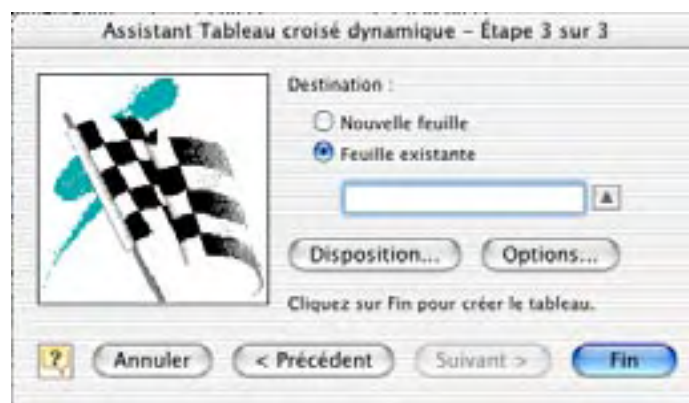 Assistant Tableau croisé dynamique – Étape 3 sur 3
Destination :
Nouvelle feuille
Feuille existante
Disposition... Options...
Cliquez sur Fin pour créer le tableau.
? Annuler < Précédent Suivant > Fin